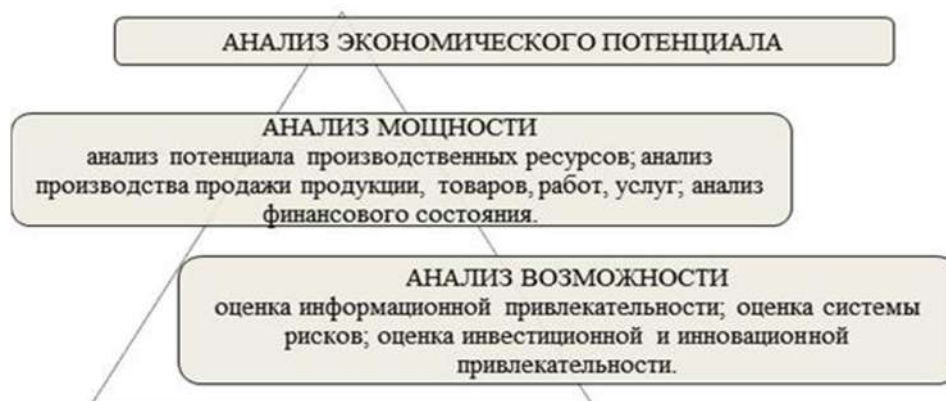 АНАЛИЗ ЭКОНОМИЧЕСКОГО ПОТЕНЦИАЛА
АНАЛИЗ МОЩНОСТИ
анализ потенциала производственных ресурсов; анализ
производства продажи продукции, товаров, работ, услуг; анализ
финансового состояния.
АНАЛИЗ ВОЗМОЖНОСТИ
оценка информационной привлекательности; оценка системы
рисков; оценка инвестиционной и инновационной
привлекательности.